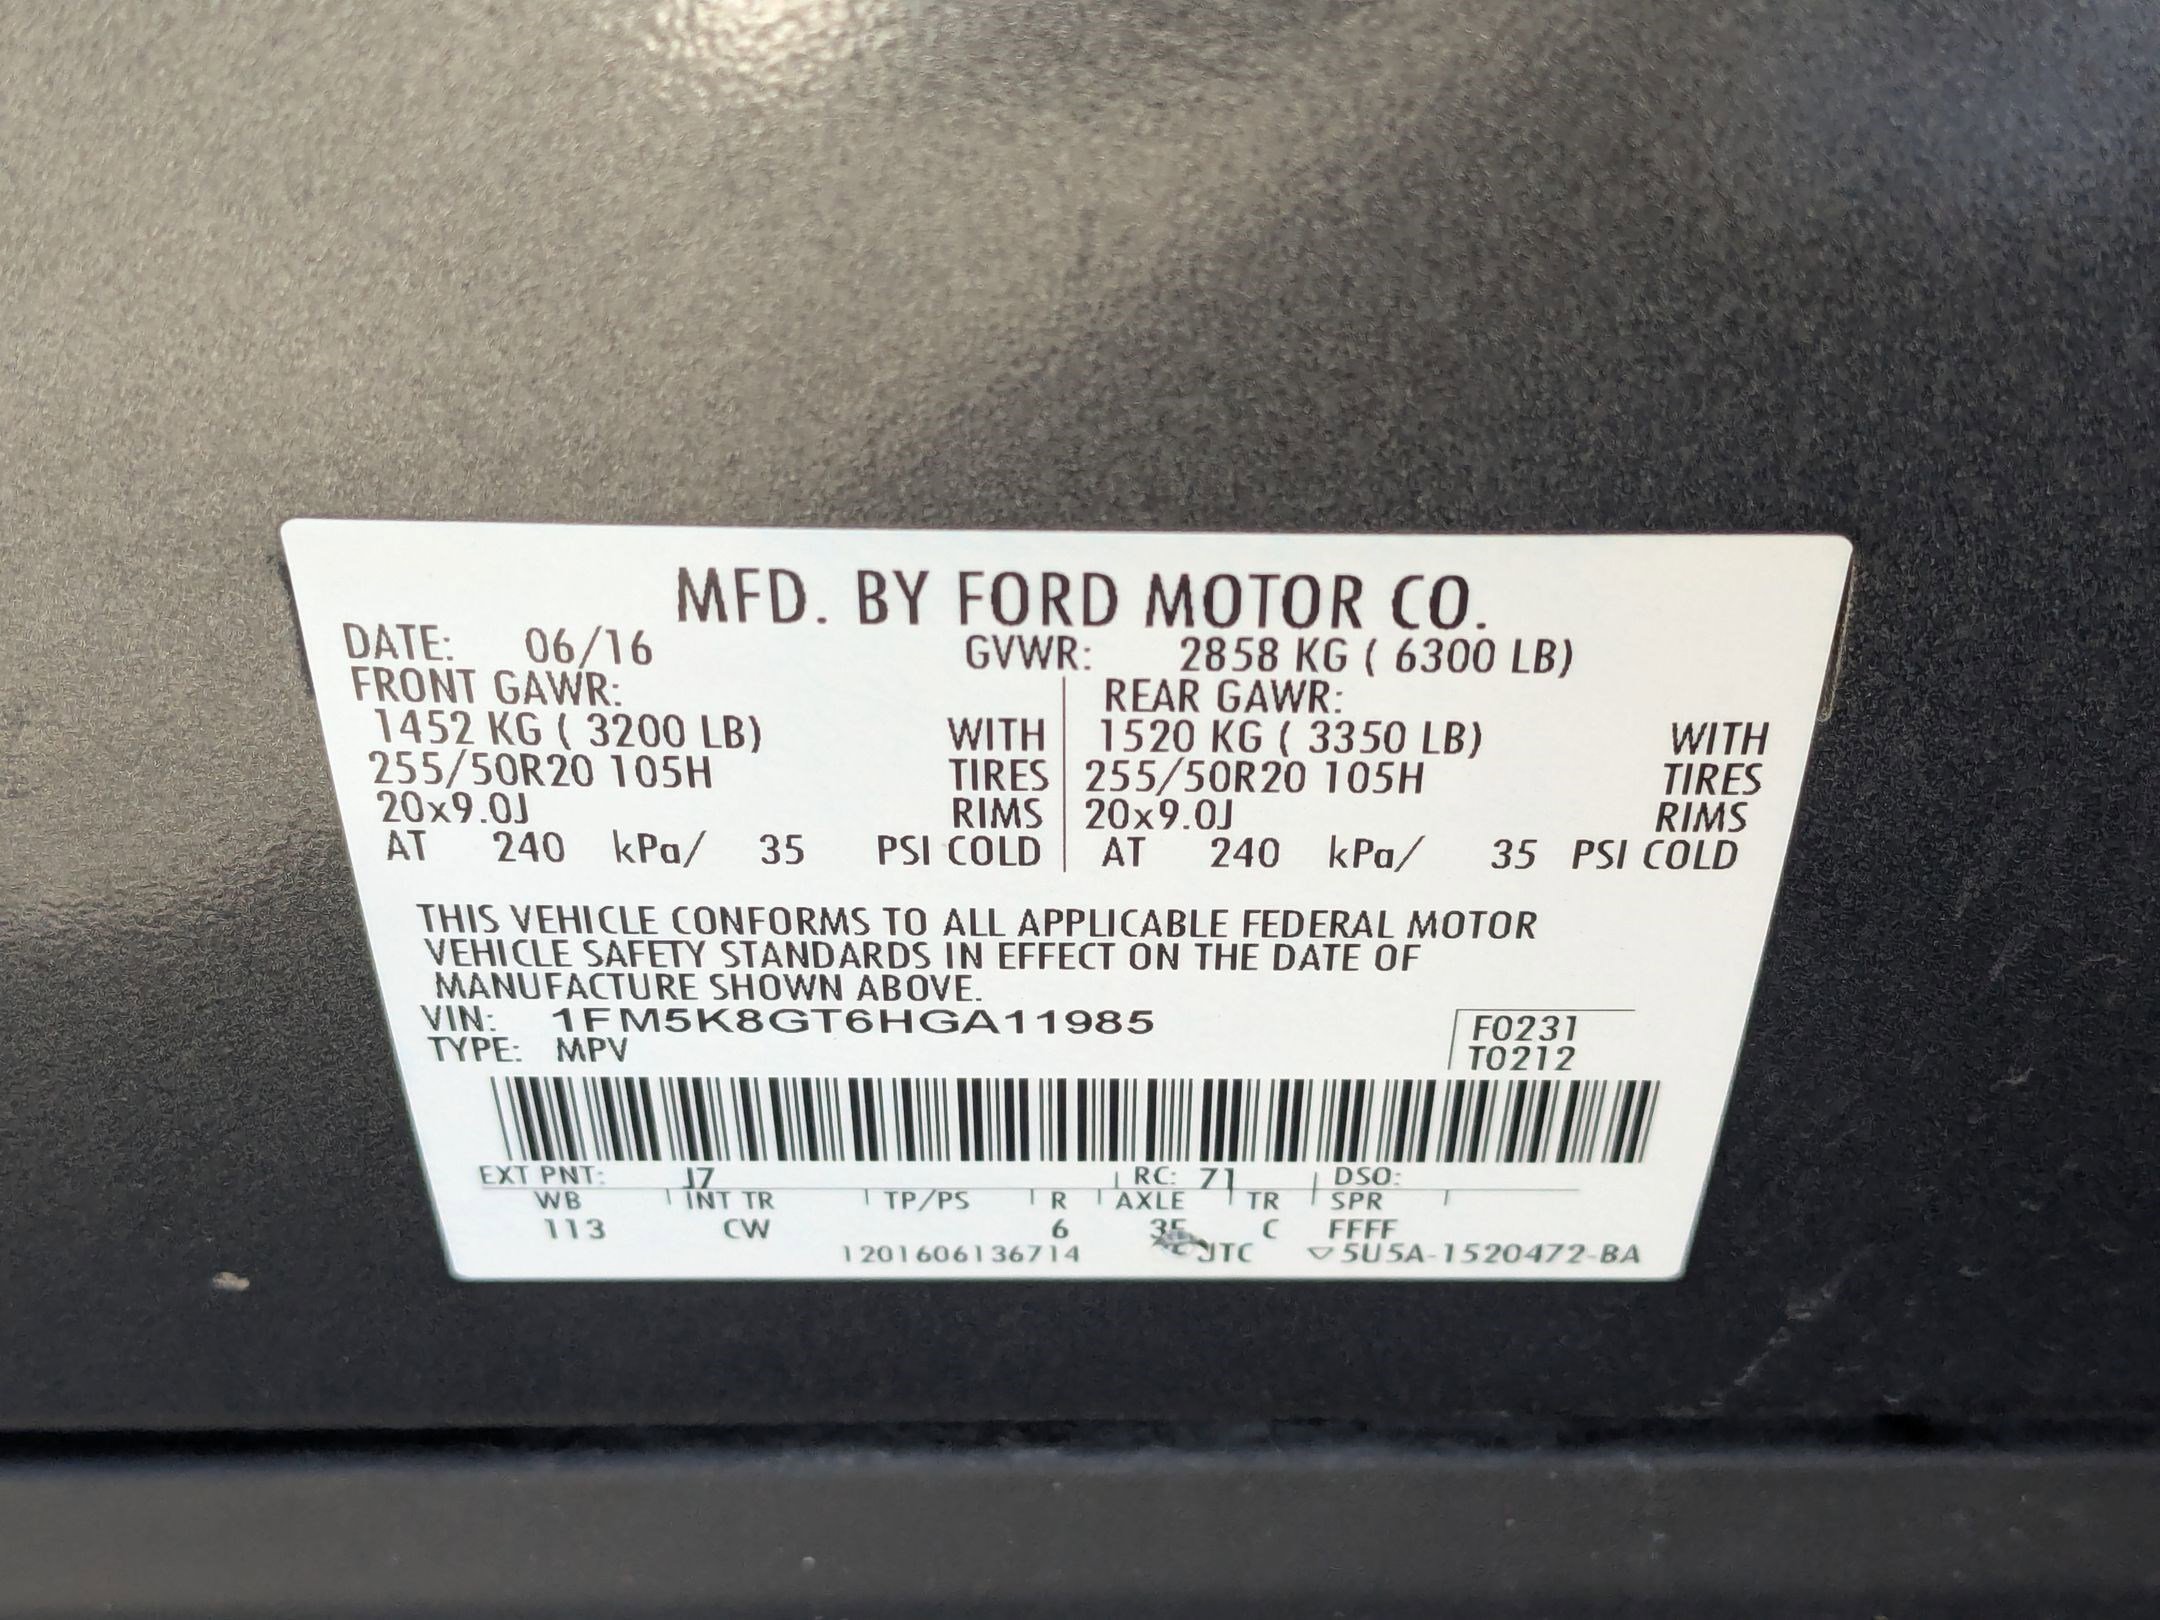 MFD. BY FORD MOTOR CO.
DATE: 06/16 GVWR: 2858 KG ( 6300 LB)
FRONT GAWR: REAR GAWR:
1452 KG ( 3200 LB) WITH 1520 KG ( 3350 LB) WITH
255/50R20 105H TIRES 255/50R20 105H TIRES
20x9.0J RIMS 20x9.0J RIMS
AT 240 kPa/ 35 PSI COLD AT 240 kPa/ 35 PSI COLD
THIS VEHICLE CONFORMS TO ALL APPLICABLE FEDERAL MOTOR
VEHICLE SAFETY STANDARDS IN EFFECT ON THE DATE OF
MANUFACTURE SHOWN ABOVE.
VIN: 1FM5K8GT6HGA11985 F0231
TYPE: MPV T0212
EXT PNT: J7 RC: 71 DSO:
WB INT TR TP/PS R AXLE TR SPR
113 CW 6 35 C FFFF
1201606136714 JTC ▽5U5A-1520472-BA